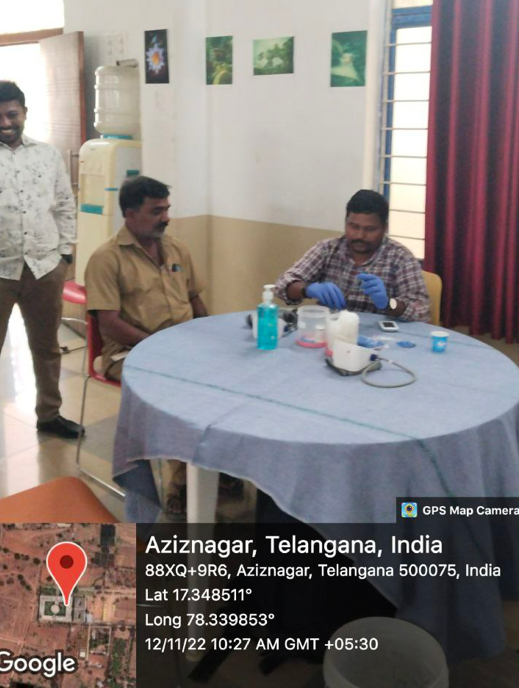 GPS Map Camera
Aziznagar, Telangana, India
88XQ+9R6, Aziznagar, Telangana 500075, India
Lat 17.348511°
Long 78.339853°
12/11/22 10:27 AM GMT +05:30
Google